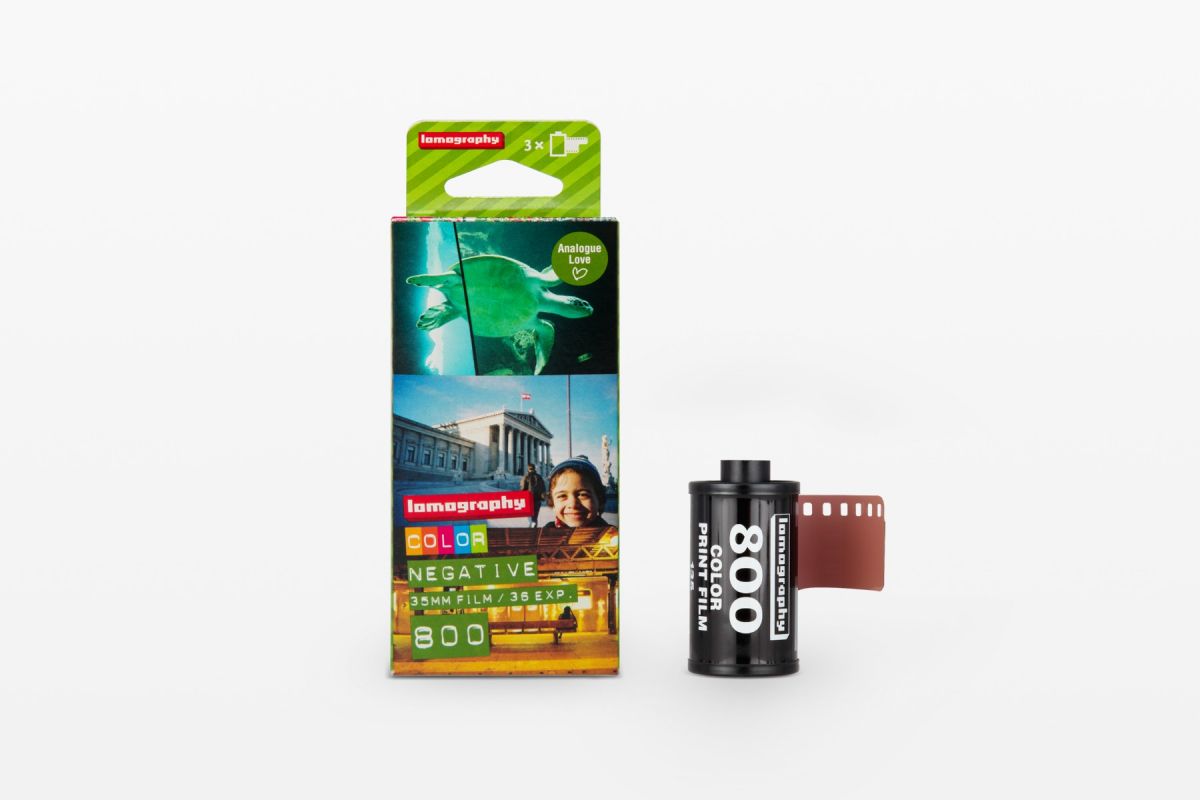 lomography
3 ×
Analogue
Love
lomography
COLOR
NEGATIVE
35MM FILM / 36 EXP.
800
lomography
800
COLOR
PRINT FILM